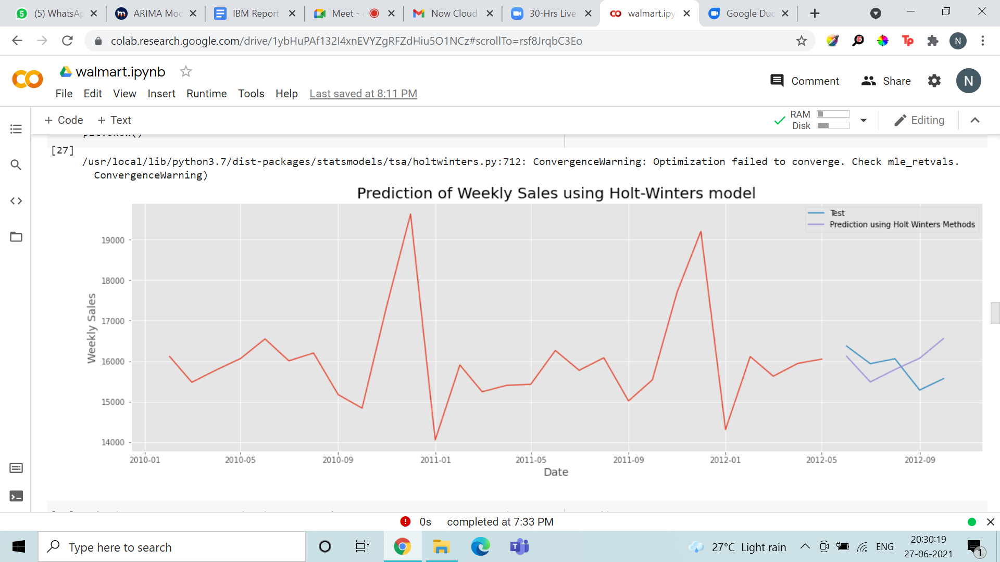 (5) WhatsAp
ARIMA Mod
IBM Report
Meet -
Now Cloud
30-Hrs Live
walmart.ipy
Google Duo
colab.research.google.com/drive/1ybHuPAf132I4xnEVYZgRFZdHiu5O1NCz#scrollTo=rsf8JrqbC3Eo
N
walmart.ipynb
Comment
Share
N
File Edit View Insert Runtime Tools Help Last saved at 8:11 PM
+ Code + Text
RAM
Disk
Editing
[27]
/usr/local/lib/python3.7/dist-packages/statsmodels/tsa/holtwinters.py:712: ConvergenceWarning: Optimization failed to converge. Check mle_retvals.
ConvergenceWarning)
Prediction of Weekly Sales using Holt-Winters model
Test
Prediction using Holt Winters Methods
19000
18000
17000
16000
15000
14000
Weekly Sales
2010-01 2010-05 2010-09 2011-01 2011-05 2011-09 2012-01 2012-05 2012-09
Date
0s completed at 7:33 PM
Type here to search
27°C Light rain
ENG
20:30:19
27-06-2021
1